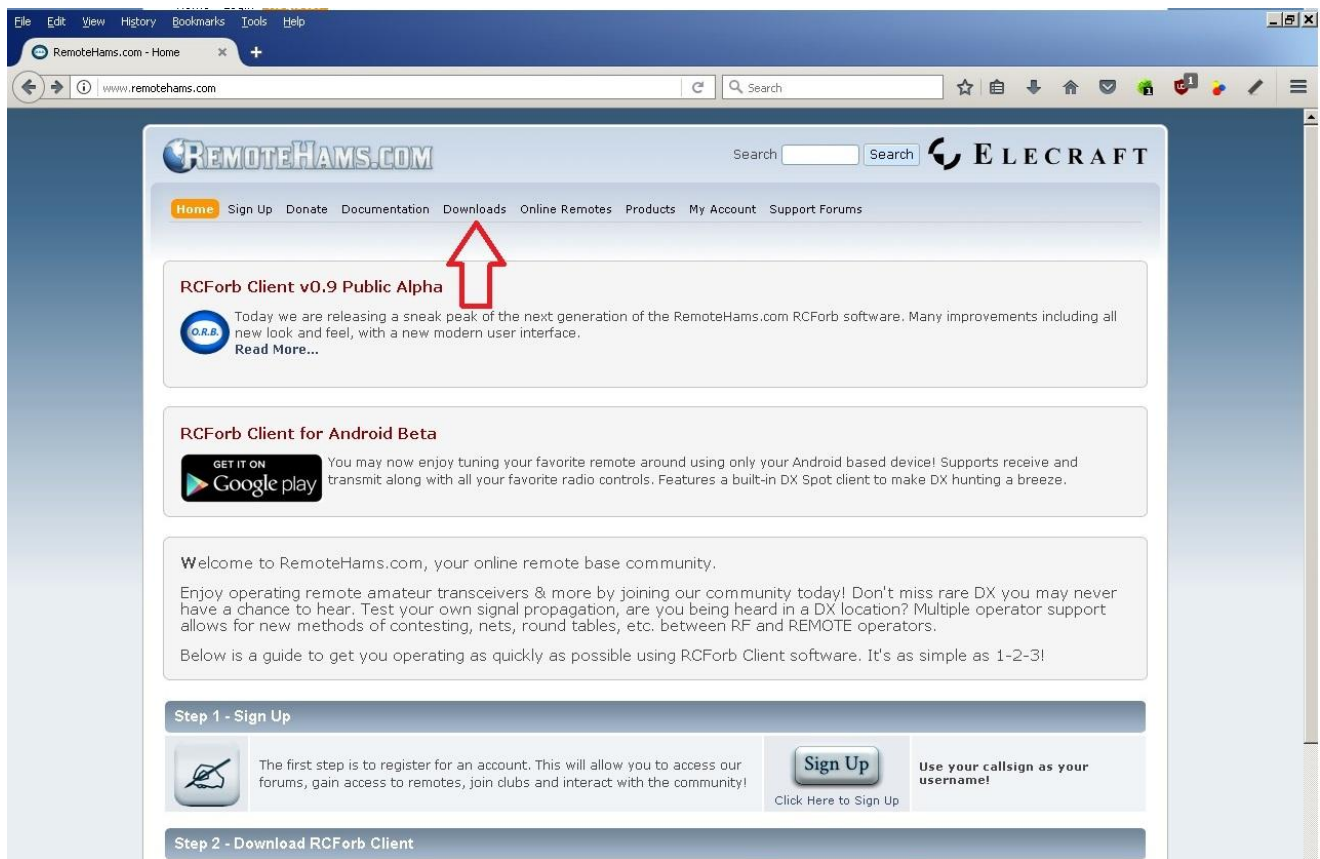 File Edit View History Bookmarks Tools Help
RemoteHams.com - Home
www.remotehams.com
Search
1
1
REMOTEHAMS.COM
Search
Search
ELECRAFT
Home Sign Up Donate Documentation Downloads Online Remotes Products My Account Support Forums
RCForb Client v0.9 Public Alpha
O.R.B.
Today we are releasing a sneak peak of the next generation of the RemoteHams.com RCForb software. Many improvements including all
new look and feel, with a new modern user interface.
Read More...
RCForb Client for Android Beta
GET IT ON
Google play
You may now enjoy tuning your favorite remote around using only your Android based device! Supports receive and
transmit along with all your favorite radio controls. Features a built-in DX Spot client to make DX hunting a breeze.
Welcome to RemoteHams.com, your online remote base community.
Enjoy operating remote amateur transceivers & more by joining our community today! Don't miss rare DX you may never
have a chance to hear. Test your own signal propagation, are you being heard in a DX location? Multiple operator support
allows for new methods of contesting, nets, round tables, etc. between RF and REMOTE operators.
Below is a guide to get you operating as quickly as possible using RCForb Client software. It's as simple as 1-2-3!
Step 1 - Sign Up
The first step is to register for an account. This will allow you to access our
forums, gain access to remotes, join clubs and interact with the community!
Sign Up
Click Here to Sign Up
Use your callsign as your
username!
Step 2 - Download RCForb Client